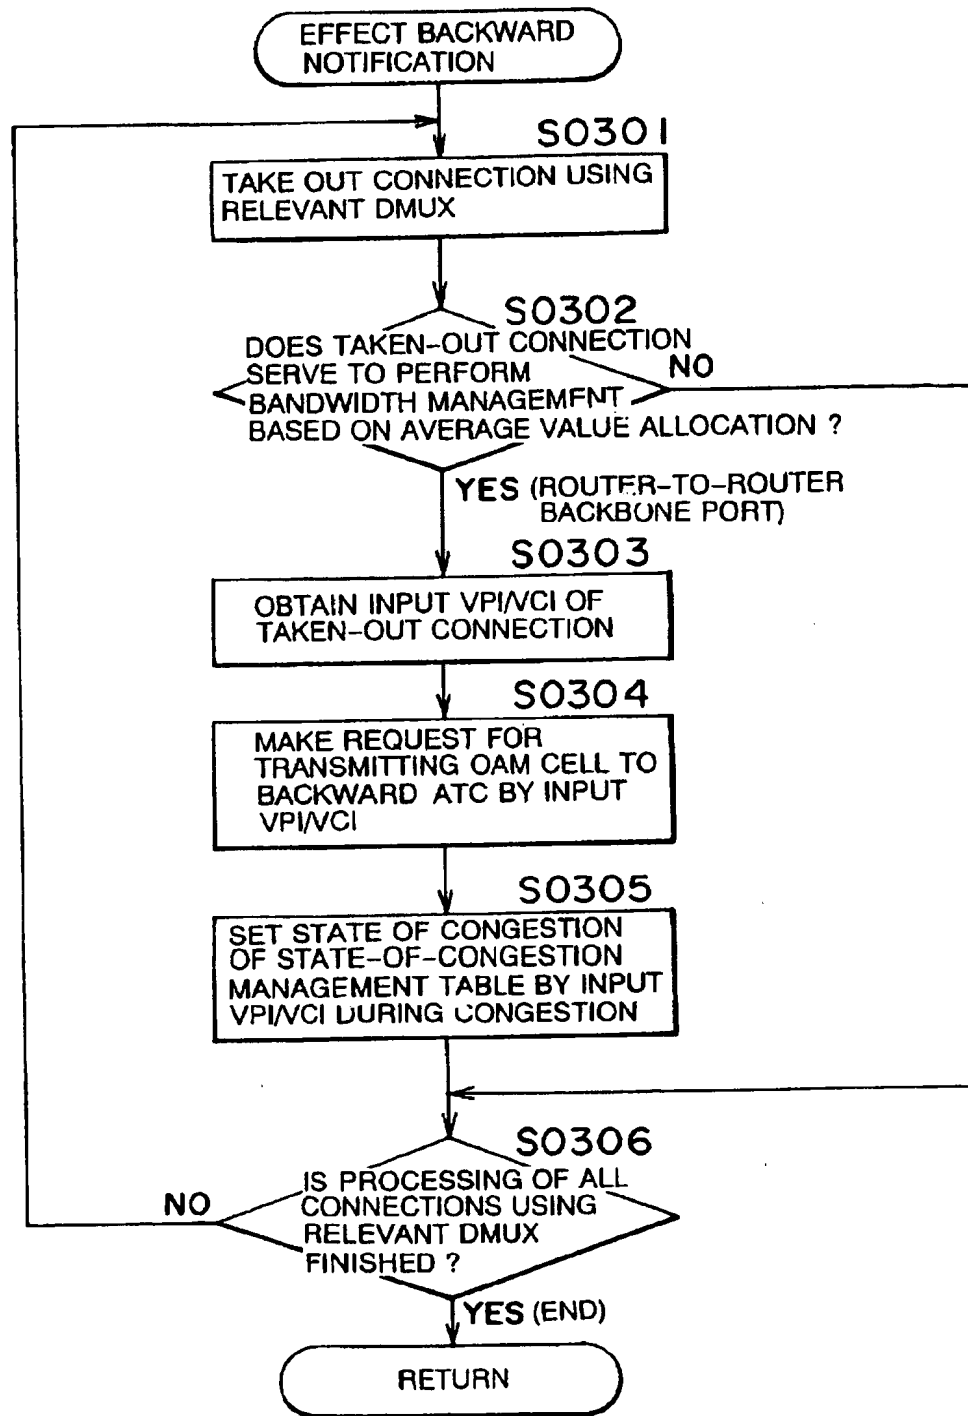 EFFECT BACKWARD
NOTIFICATION
S0301
TAKE OUT CONNECTION USING
RELEVANT DMUX
S0302
DOES TAKEN-OUT CONNECTION
SERVE TO PERFORM
BANDWIDTH MANAGEMENT
BASED ON AVERAGE VALUE ALLOCATION ?
NO
YES (ROUTER-TO-ROUTER
BACKBONE PORT)
S0303
OBTAIN INPUT VPI/VCI OF
TAKEN-OUT CONNECTION
S0304
MAKE REQUEST FOR
TRANSMITTING OAM CELL TO
BACKWARD ATC BY INPUT
VPI/VCI
S0305
SET STATE OF CONGESTION
OF STATE-OF-CONGESTION
MANAGEMENT TABLE BY INPUT
VPI/VCI DURING CONGESTION
S0306
IS PROCESSING OF ALL
CONNECTIONS USING
RELEVANT DMUX
FINISHED ?
NO
YES (END)
RETURN